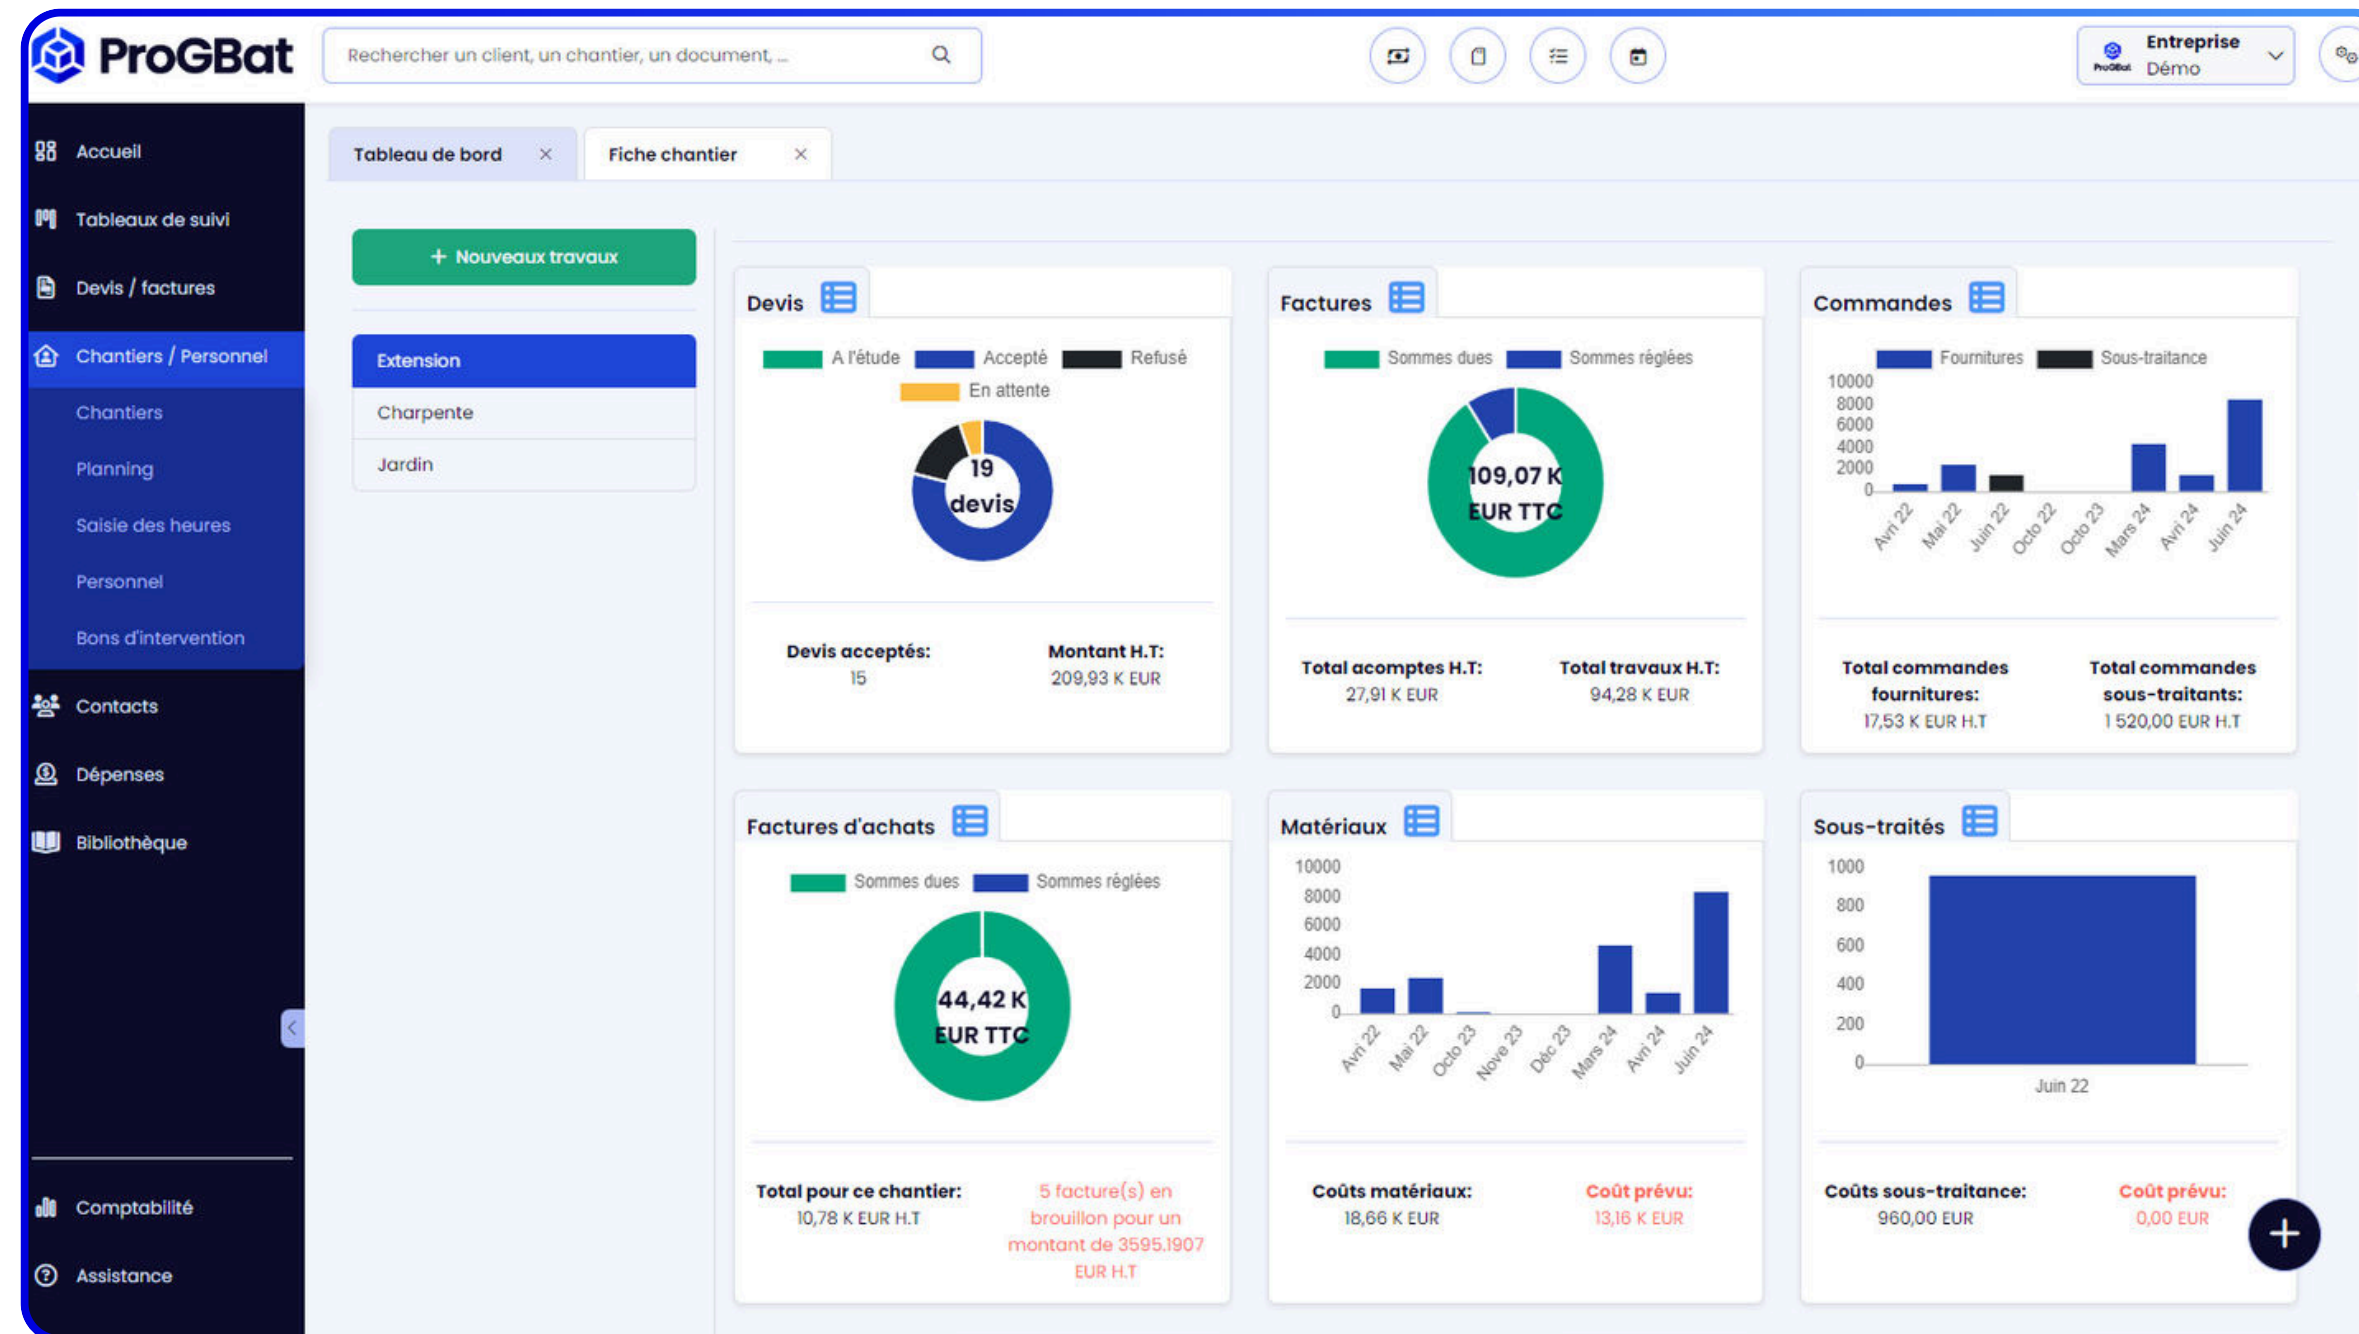 ProGBat
Rechercher un client, un chantier, un document, ...
ProGBat
Entreprise
Démo
Accueil
Tableaux de suivi
Devis / factures
Chantiers / Personnel
Chantiers
Planning
Saisie des heures
Personnel
Bons d'intervention
Contacts
Dépenses
Bibliothèque
Comptabilité
Assistance
Tableau de bord ×
Fiche chantier ×
+ Nouveaux travaux
Extension
Charpente
Jardin
Devis
A l'étude Accepté Refusé
En attente
19
devis
Devis acceptés: Montant H.T:
15 209,93 K EUR
Factures
Sommes dues Sommes réglées
109,07 K
EUR TTC
Total acomptes H.T: Total travaux H.T:
27,91 K EUR 94,28 K EUR
Commandes
Fournitures Sous-traitance
10000
8000
6000
4000
2000
0
Avri 22 Mai 22 Juin 22 Octo 22 Octo 23 Mars 24 Avri 24 Juin 24
Total commandes
fournitures:
17,53 K EUR H.T
Total commandes
sous-traitants:
1 520,00 EUR H.T
Factures d'achats
Sommes dues Sommes réglées
44,42 K
EUR TTC
Total pour ce chantier:
10,78 K EUR H.T
5 facture(s) en
brouillon pour un
montant de 3595.1907
EUR H.T
Matériaux
10000
8000
6000
4000
2000
0
Avri 22 Mai 22 Octo 23 Nove 23 Déc 23 Mars 24 Avri 24 Juin 24
Coûts matériaux: Coût prévu:
18,66 K EUR 13,16 K EUR
Sous-traités
1000
800
600
400
200
0
Juin 22
Coûts sous-traitance: Coût prévu:
960,00 EUR 0,00 EUR
+